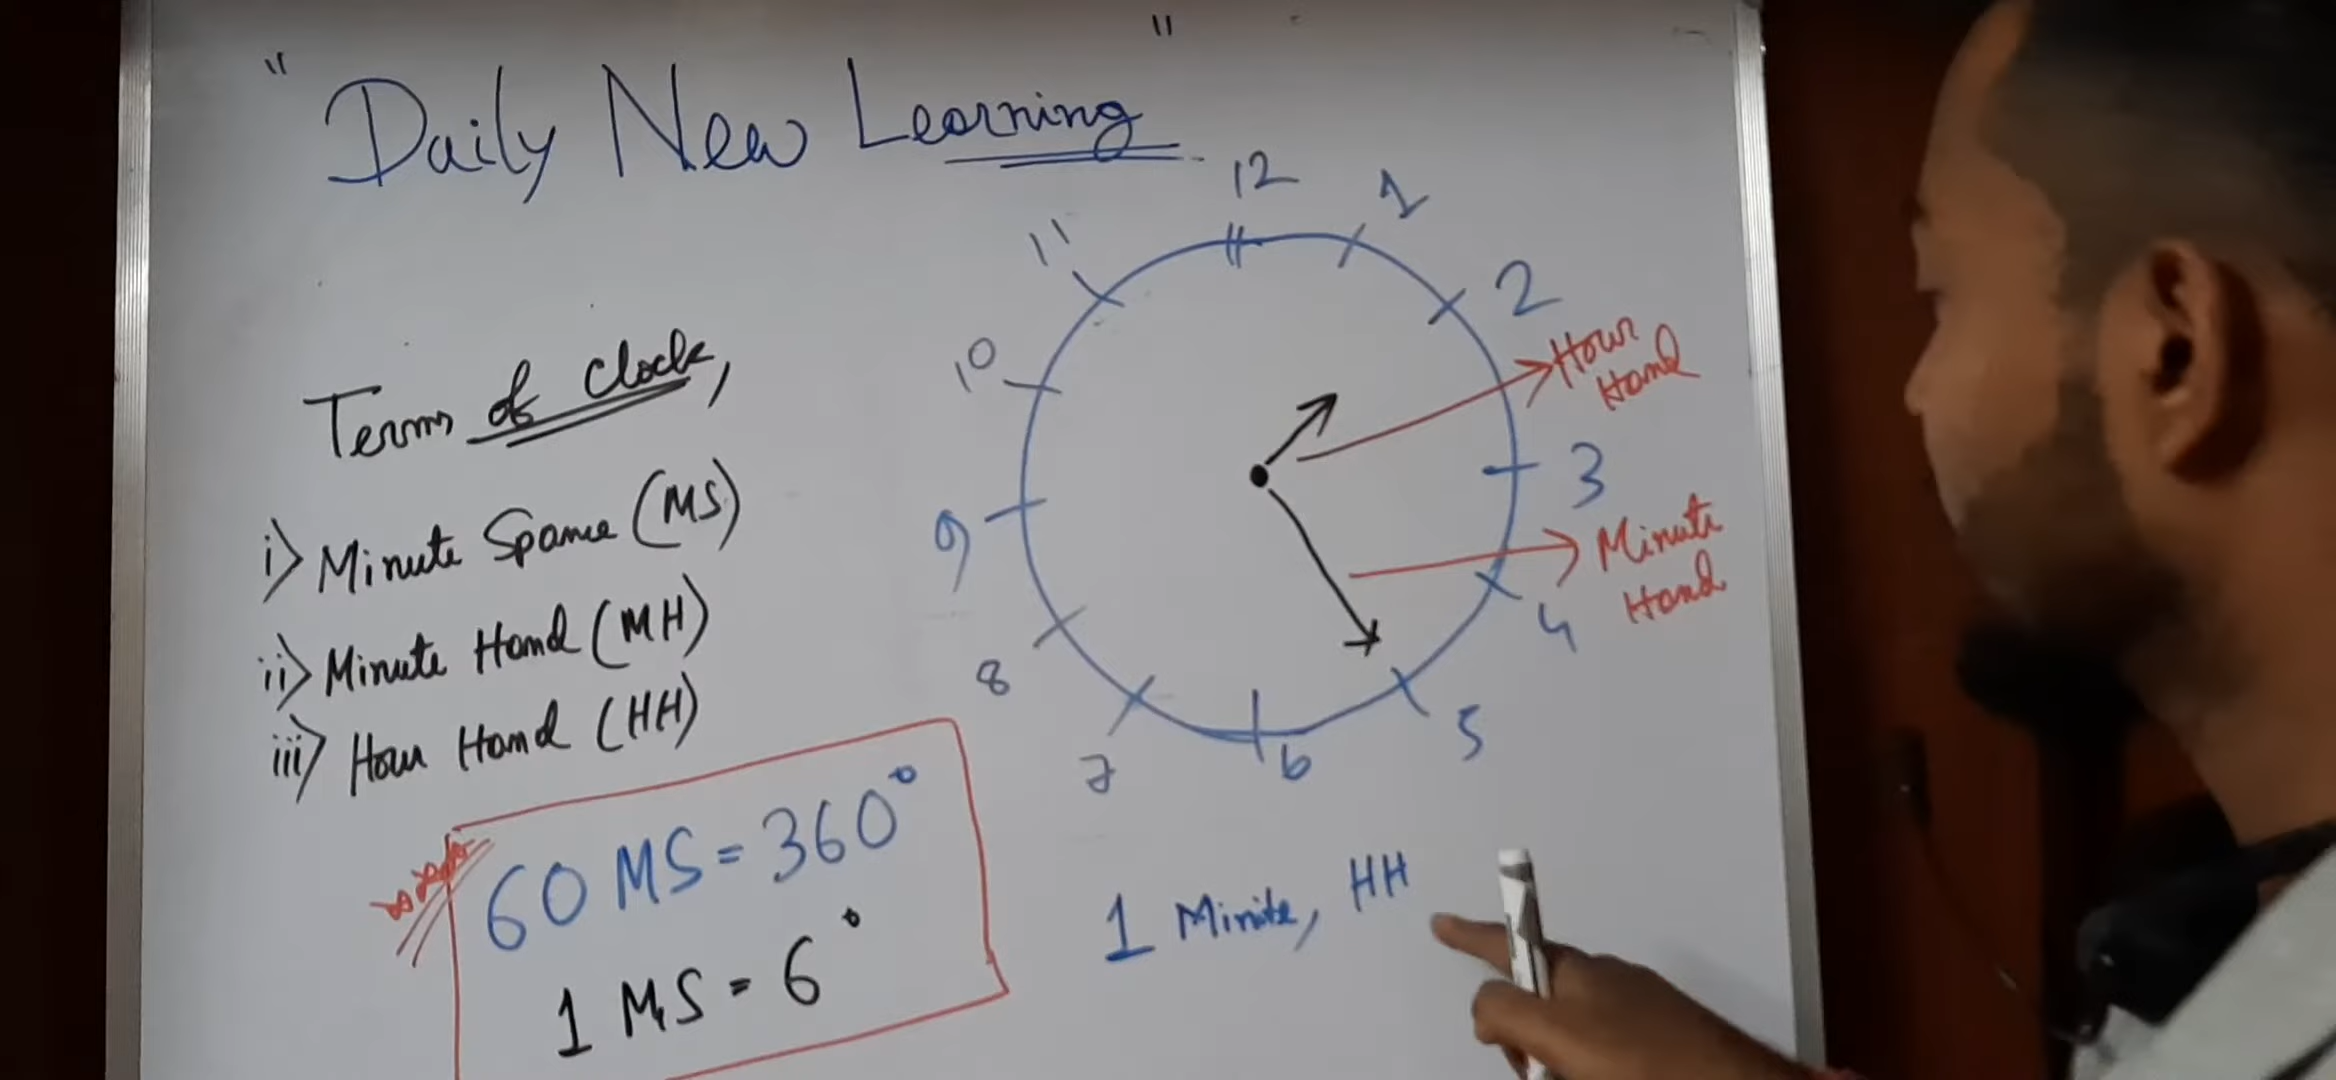 "Daily New Learning"
Terms of Clock,
i) Minute Spance (MS)
ii) Minute Hand (MH)
iii) Hour Hand (HH)
60 MS = 360°
1 MS = 6°
12
1
2
3
4
5
6
7
8
9
10
11
Hour
Hand
Minute
Hand
1 Minite, HH